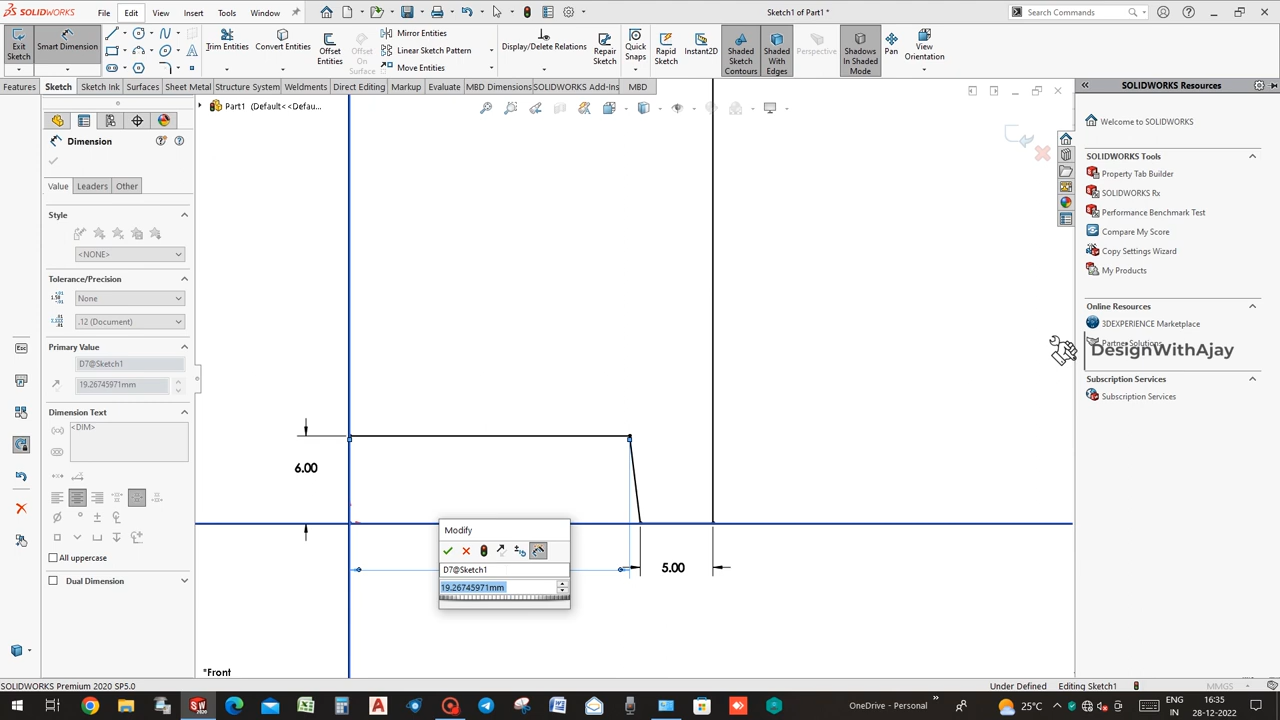 SOLIDWORKS
File
Edit
View
Insert
Tools
Window
Sketch1 of Part1 *
Search Commands
Exit
Sketch
Smart Dimension
Trim Entities
Convert Entities
Offset
Entities
Offset
On
Surface
Mirror Entities
Linear Sketch Pattern
Move Entities
Display/Delete Relations
Repair
Sketch
Quick
Snaps
Rapid
Sketch
Instant2D
Shaded
Sketch
Contours
Shaded
With
Edges
Perspective
Shadows
In Shaded
Mode
Pan
View
Orientation
Features
Sketch
Sketch Ink
Surfaces
Sheet Metal
Structure System
Weldments
Direct Editing
Markup
Evaluate
MBD Dimensions
SOLIDWORKS Add-Ins
MBD
Part1 (Default<<Defau...
Dimension
Value
Leaders
Other
Style
<NONE>
Tolerance/Precision
None
.12 (Document)
Primary Value
D7@Sketch1
19.26745971mm
Dimension Text
<DIM>
All uppercase
Dual Dimension
6.00
5.00
Modify
D7@Sketch1
19.26745971mm
*Front
SOLIDWORKS Resources
Welcome to SOLIDWORKS
SOLIDWORKS Tools
Property Tab Builder
SOLIDWORKS Rx
Performance Benchmark Test
Compare My Score
Copy Settings Wizard
My Products
Online Resources
3DEXPERIENCE Marketplace
Partner Solutions
DesignWithAjay
Subscription Services
Subscription Services
SOLIDWORKS Premium 2020 SP5.0
Under Defined
Editing Sketch1
MMGS
OneDrive - Personal
25°C
ENG
IN
16:35
28-12-2022